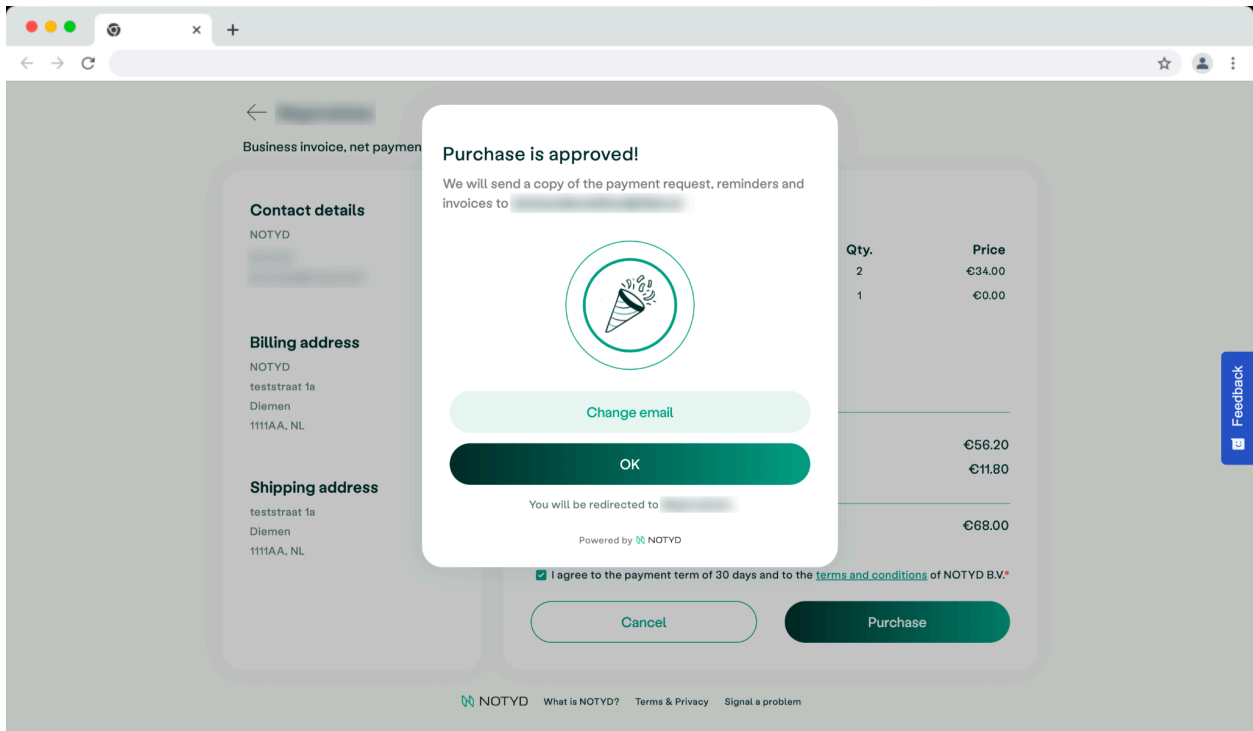 Business invoice, net paymen
Purchase is approved!
We will send a copy of the payment request, reminders and
invoices to
Change email
OK
You will be redirected to
Powered by NOTYD
Contact details
NOTYD
Billing address
NOTYD
teststraat 1a
Diemen
1111AA, NL
Shipping address
teststraat 1a
Diemen
1111AA, NL
Qty. Price
2 €34.00
1 €0.00
€56.20
€11.80
€68.00
I agree to the payment term of 30 days and to the terms and conditions of NOTYD B.V.*
Cancel Purchase
Feedback
NOTYD What is NOTYD? Terms & Privacy Signal a problem